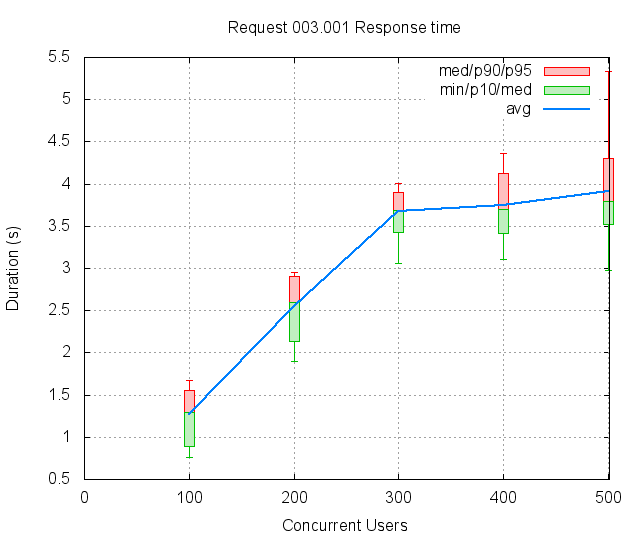 Request 003.001 Response time
med/p90/p95
min/p10/med
avg
5.5
5
4.5
4
3.5
3
2.5
2
1.5
1
0.5
Duration (s)
0 100 200 300 400 500
Concurrent Users